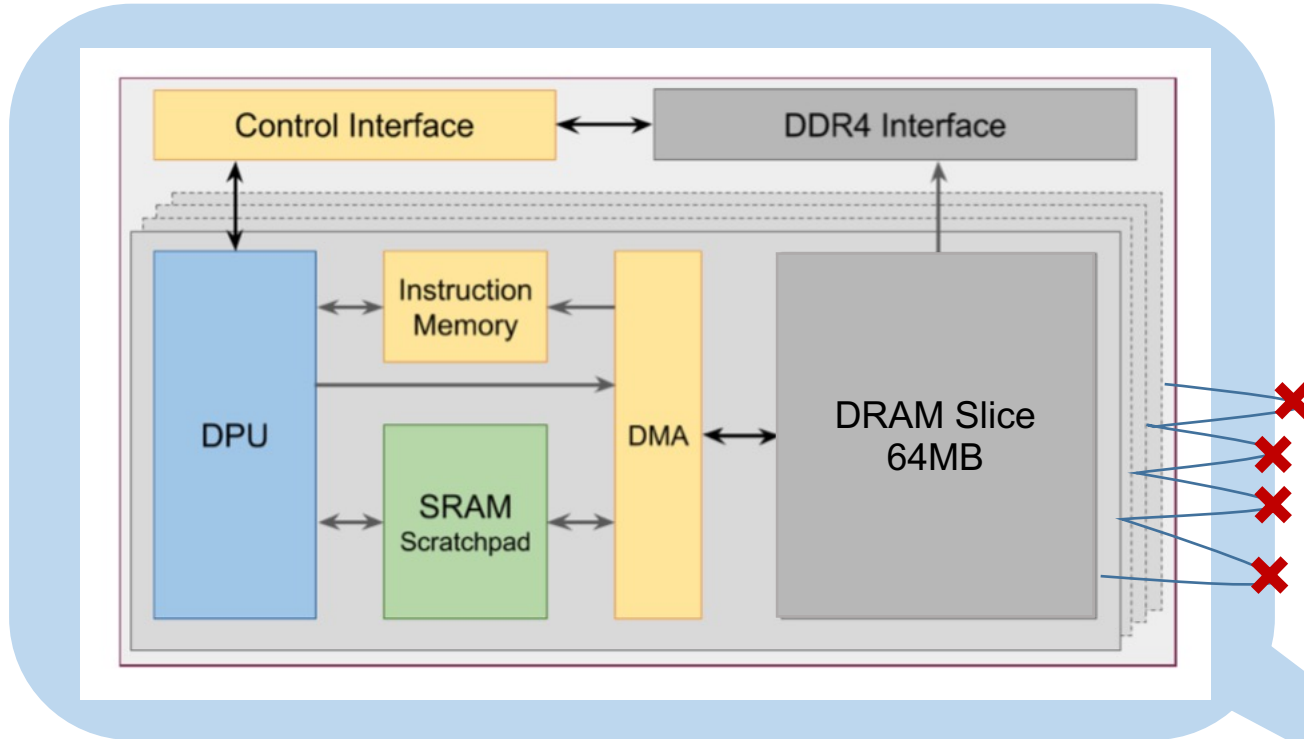 Control Interface
DDR4 Interface
Instruction
Memory
DPU
DMA
SRAM
Scratchpad
DRAM Slice
64MB